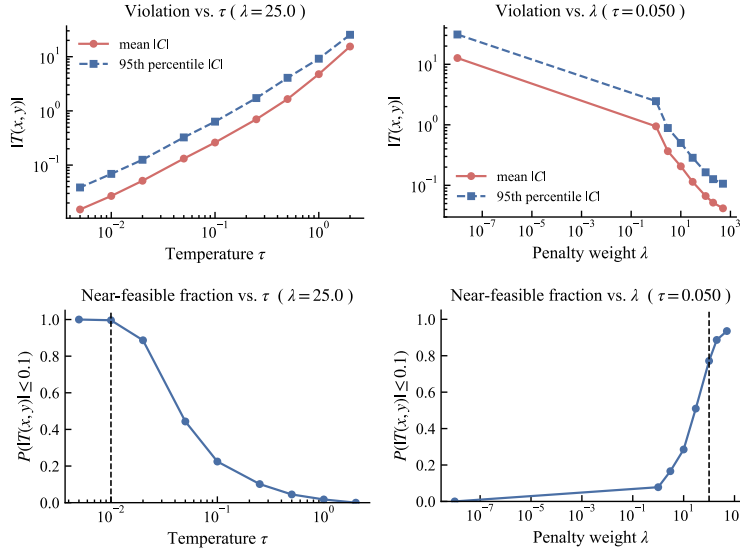 Violation vs. τ ( λ=25.0 )
10¹
10⁰
10⁻¹
|T(x, y)|
mean |C|
95th percentile |C|
10⁻² 10⁻¹ 10⁰
Temperature τ
Violation vs. λ ( τ=0.050 )
10¹
10⁰
10⁻¹
|T(x, y)|
mean |C|
95th percentile |C|
10⁻⁷ 10⁻⁵ 10⁻³ 10⁻¹ 10¹ 10³
Penalty weight λ
Near-feasible fraction vs. τ ( λ=25.0 )
1.0
0.8
0.6
0.4
0.2
0.0
P(|T(x, y)| ≤ 0.1)
10⁻² 10⁻¹ 10⁰
Temperature τ
Near-feasible fraction vs. λ ( τ=0.050 )
1.0
0.8
0.6
0.4
0.2
0.0
P(|T(x, y)| ≤ 0.1)
10⁻⁷ 10⁻⁵ 10⁻³ 10⁻¹ 10¹ 10³
Penalty weight λ